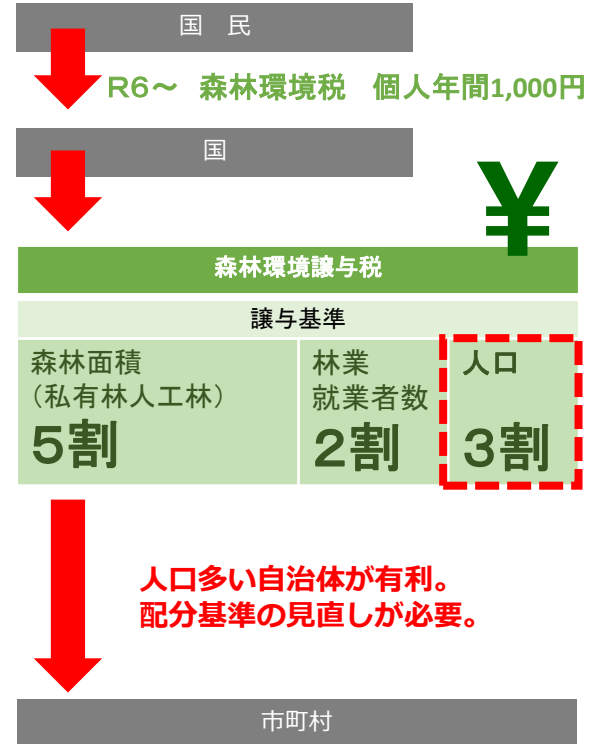 国　民
R6～　森林環境税　個人年間1,000円
国
¥
森林環境譲与税
譲与基準
森林面積
（私有林人工林）
5割
林業
就業者数
2割
人口
3割
人口多い自治体が有利。
配分基準の見直しが必要。
市町村